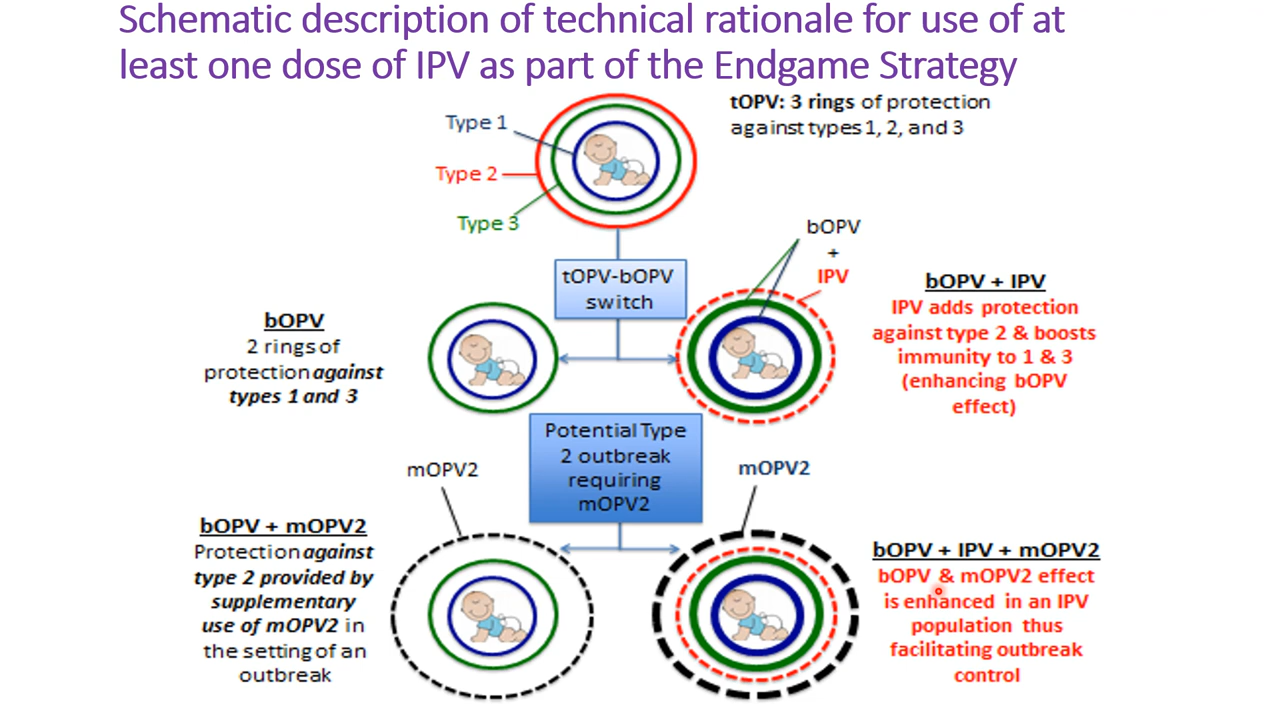 Schematic description of technical rationale for use of at
least one dose of IPV as part of the Endgame Strategy
tOPV: 3 rings of protection
against types 1, 2, and 3
Type 1
Type 2
Type 3
tOPV-bOPV
switch
bOPV
+
IPV
bOPV
2 rings of
protection against
types 1 and 3
bOPV + IPV
IPV adds protection
against type 2 & boosts
immunity to 1 & 3
(enhancing bOPV
effect)
Potential Type
2 outbreak
requiring
mOPV2
mOPV2
mOPV2
bOPV + mOPV2
Protection against
type 2 provided by
supplementary
use of mOPV2 in
the setting of an
outbreak
bOPV + IPV + mOPV2
bOPV & mOPV2 effect
is enhanced in an IPV
population thus
facilitating outbreak
control